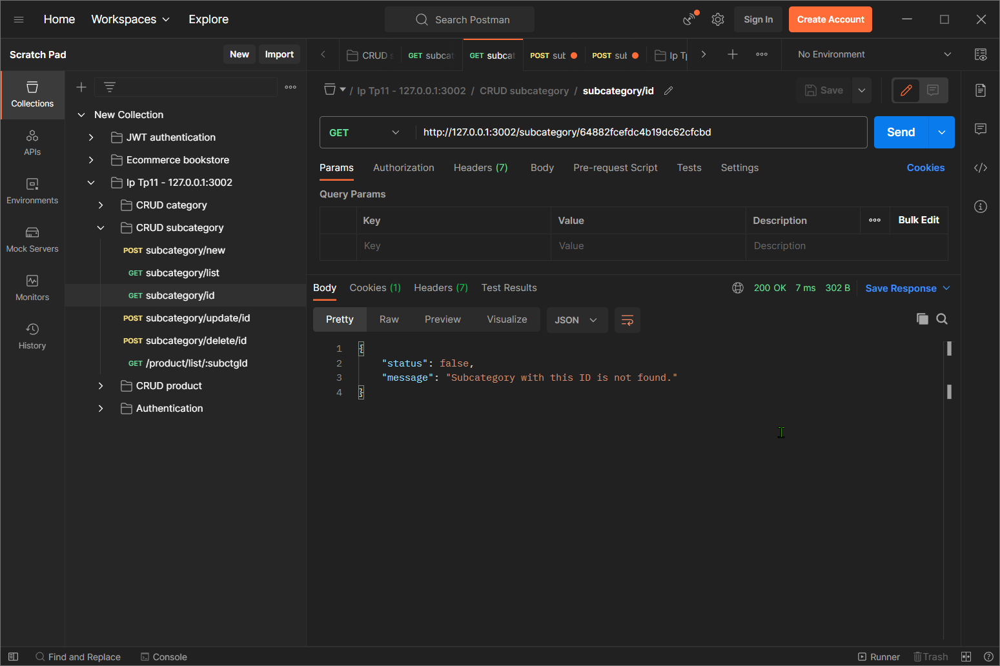 Home Workspaces Explore Search Postman Sign In Create Account
Scratch Pad New Import CRUD s GET subcat GET subcat POST sub POST sub Ip T No Environment
Collections
APIs
Environments
Mock Servers
Monitors
History
New Collection
JWT authentication
Ecommerce bookstore
Ip Tp11 - 127.0.0.1:3002
CRUD category
CRUD subcategory
POST subcategory/new
GET subcategory/list
GET subcategory/id
POST subcategory/update/id
POST subcategory/delete/id
GET /product/list/:subctgId
CRUD product
Authentication
/ Ip Tp11 - 127.0.0.1:3002 / CRUD subcategory / subcategory/id Save
GET http://127.0.0.1:3002/subcategory/64882fcefdc4b19dc62cfcbd Send
Params Authorization Headers (7) Body Pre-request Script Tests Settings Cookies
Query Params
Key Value Description Bulk Edit
Key Value Description
Body Cookies (1) Headers (7) Test Results 200 OK 7 ms 302 B Save Response
Pretty Raw Preview Visualize JSON
1 {
2 "status": false,
3 "message": "Subcategory with this ID is not found."
4 }
Find and Replace Console Runner Trash